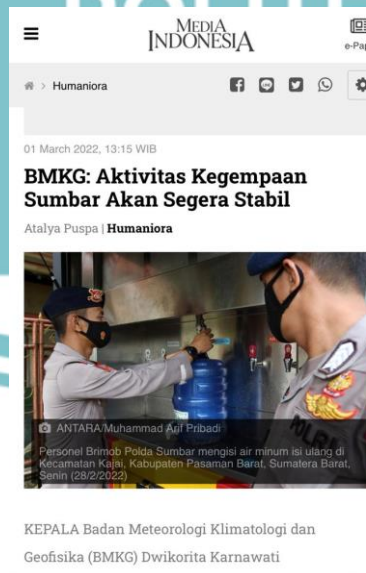 MEDIA
INDONESIA
Humaniora
01 March 2022, 13:15 WIB
BMKG: Aktivitas Kegempaan
Sumbar Akan Segera Stabil
Atalya Puspa | Humaniora
ANTARA/Muhammad Arif Pribadi
Personel Brimob Polda Sumbar mengisi air minum isi ulang di
Kecamatan Kajai, Kabupaten Pasaman Barat, Sumatera Barat,
Senin (28/2/2022)
KEPALA Badan Meteorologi Klimatologi dan
Geofisika (BMKG) Dwikorita Karnawati